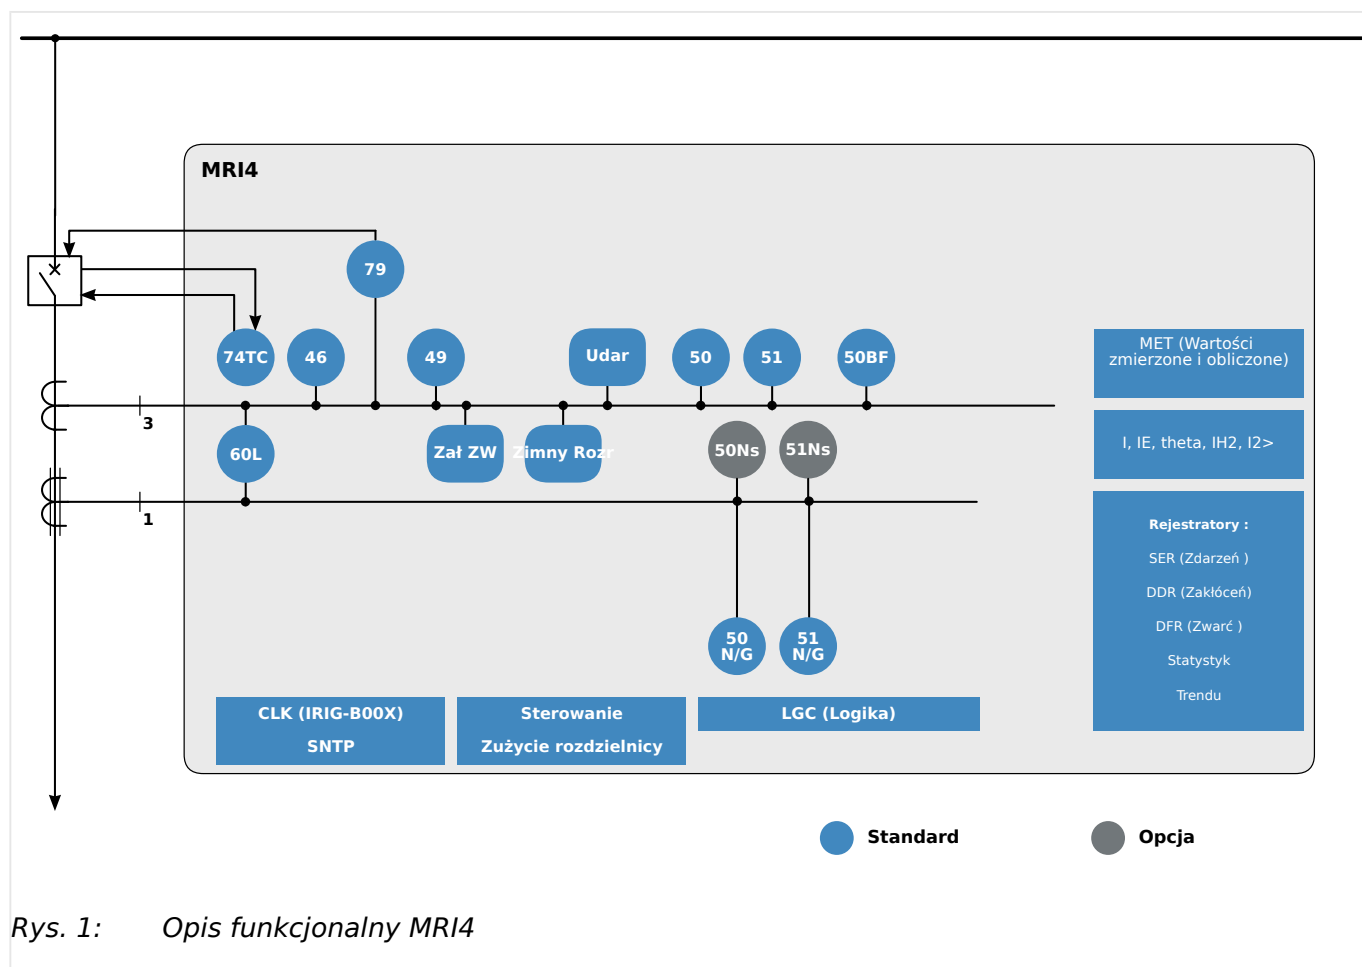 MRI4
79
74TC
46
49
Udar
50
51
50BF
3
60L
Zał ZW
Zimny Rozr
50Ns
51Ns
1
50
N/G
51
N/G
MET (Wartości
zmierzone i obliczone)
I, IE, theta, IH2, I2>
Rejestratory :
SER (Zdarzeń )
DDR (Zakłóceń)
DFR (Zwarć )
Statystyk
Trendu
CLK (IRIG-B00X)
SNTP
Sterowanie
Zużycie rozdzielnicy
LGC (Logika)
Standard
Opcja
Rys. 1: Opis funkcjonalny MRI4